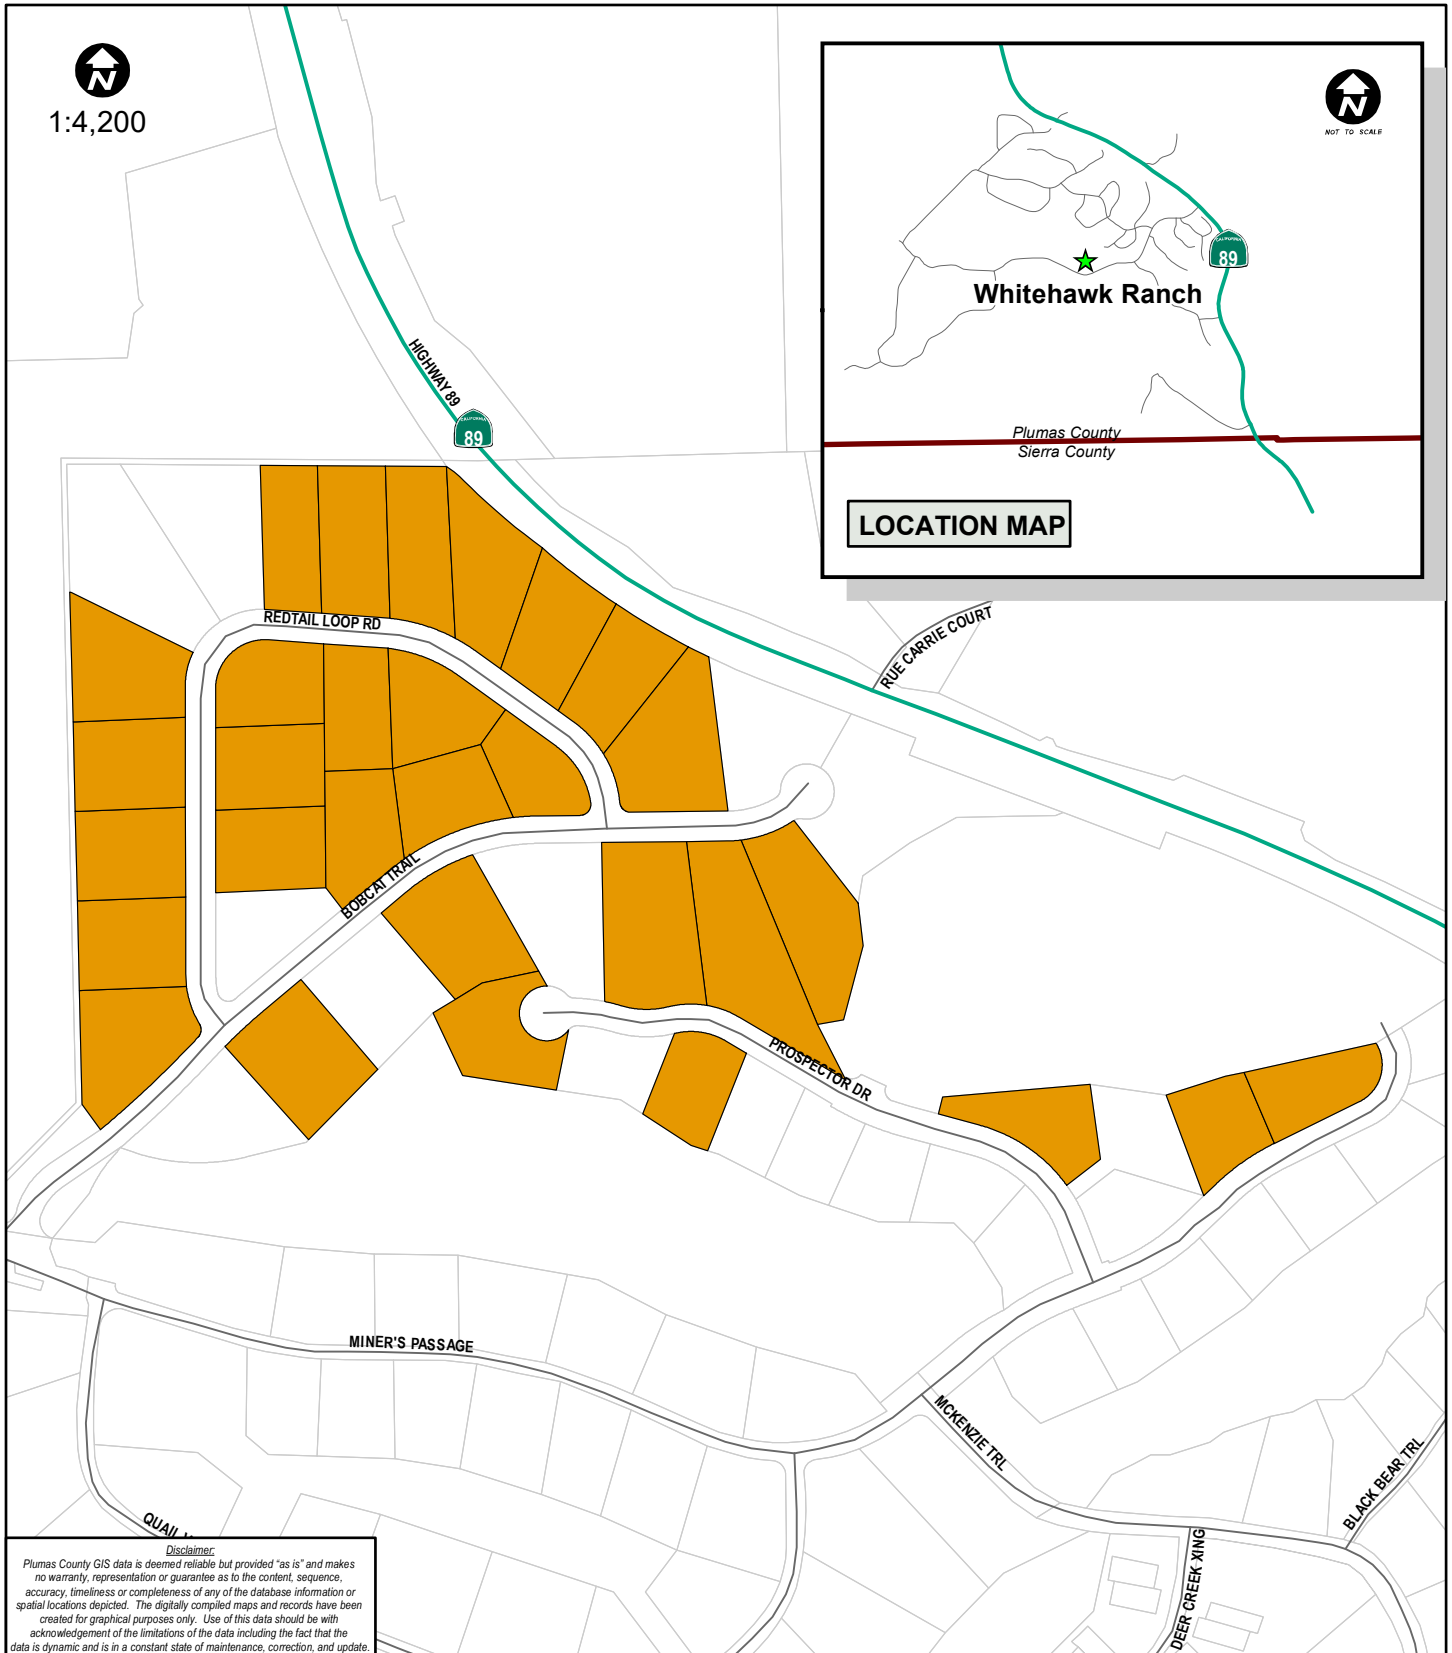 N
1:4,200
N
NOT TO SCALE
CALIFORNIA
89
Whitehawk Ranch
Plumas County
Sierra County
LOCATION MAP
HIGHWAY 89
CALIFORNIA
89
RUE CARRIE COURT
REDTAIL LOOP RD
BOBCAT TRAIL
PROSPECTOR DR
MINER'S PASSAGE
MCKENZIE TRL
BLACK BEAR TRL
DEER CREEK XING
QUAIL
Disclaimer:
Plumas County GIS data is deemed reliable but provided “as is” and makes
no warranty, representation or guarantee as to the content, sequence,
accuracy, timeliness or completeness of any of the database information or
spatial locations depicted. The digitally compiled maps and records have been
created for graphical purposes only. Use of this data should be with
acknowledgement of the limitations of the data including the fact that the
data is dynamic and is in a constant state of maintenance, correction, and update.